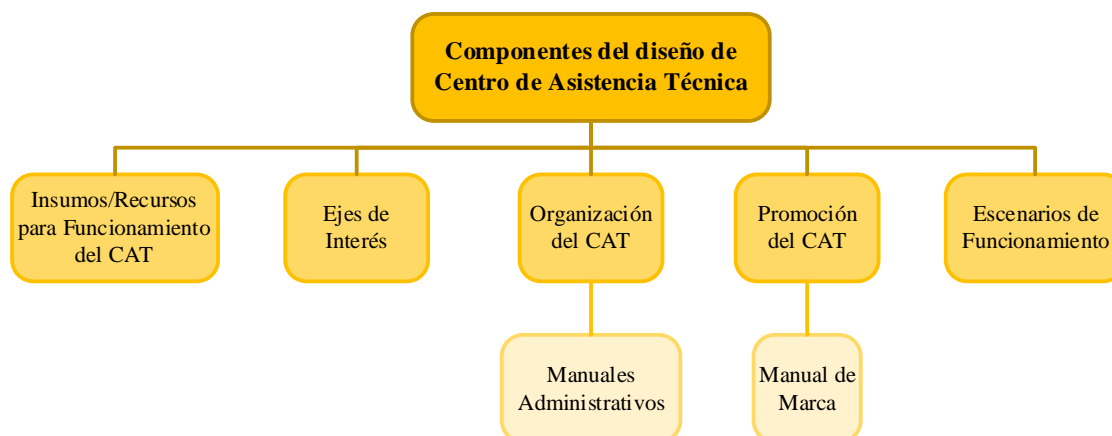 Componentes del diseño de
Centro de Asistencia Técnica
Insumos/Recursos
para Funcionamiento
del CAT
Ejes de
Interés
Organización
del CAT
Promoción
del CAT
Escenarios de
Funcionamiento
Manuales
Administrativos
Manual de
Marca